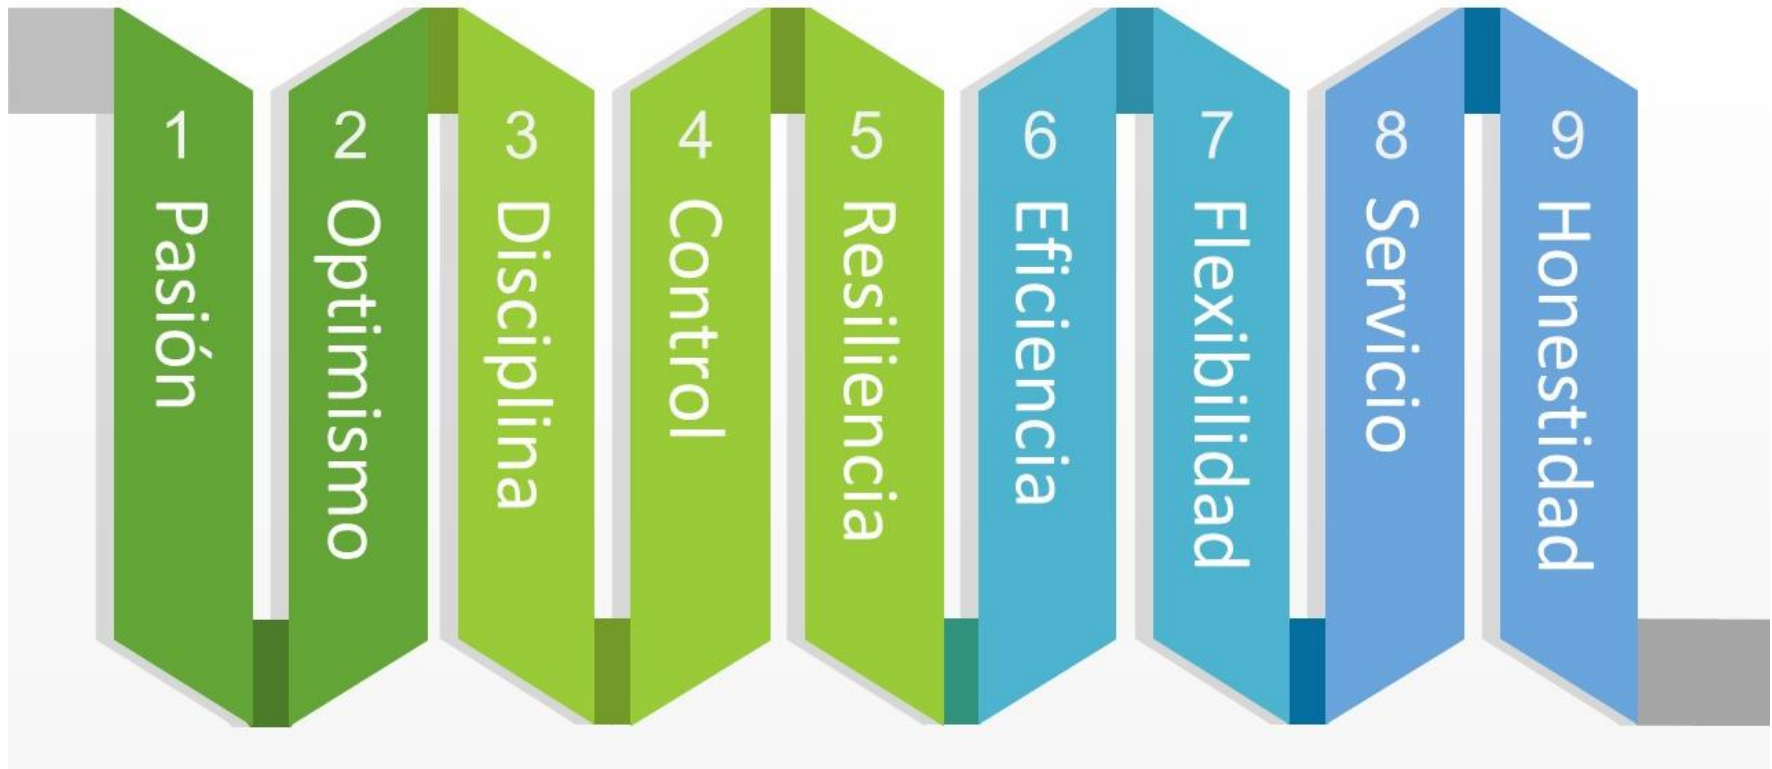 1 Pasión
2 Optimismo
3 Disciplina
4 Control
5 Resiliencia
6 Eficiencia
7 Flexibilidad
8 Servicio
9 Honestidad